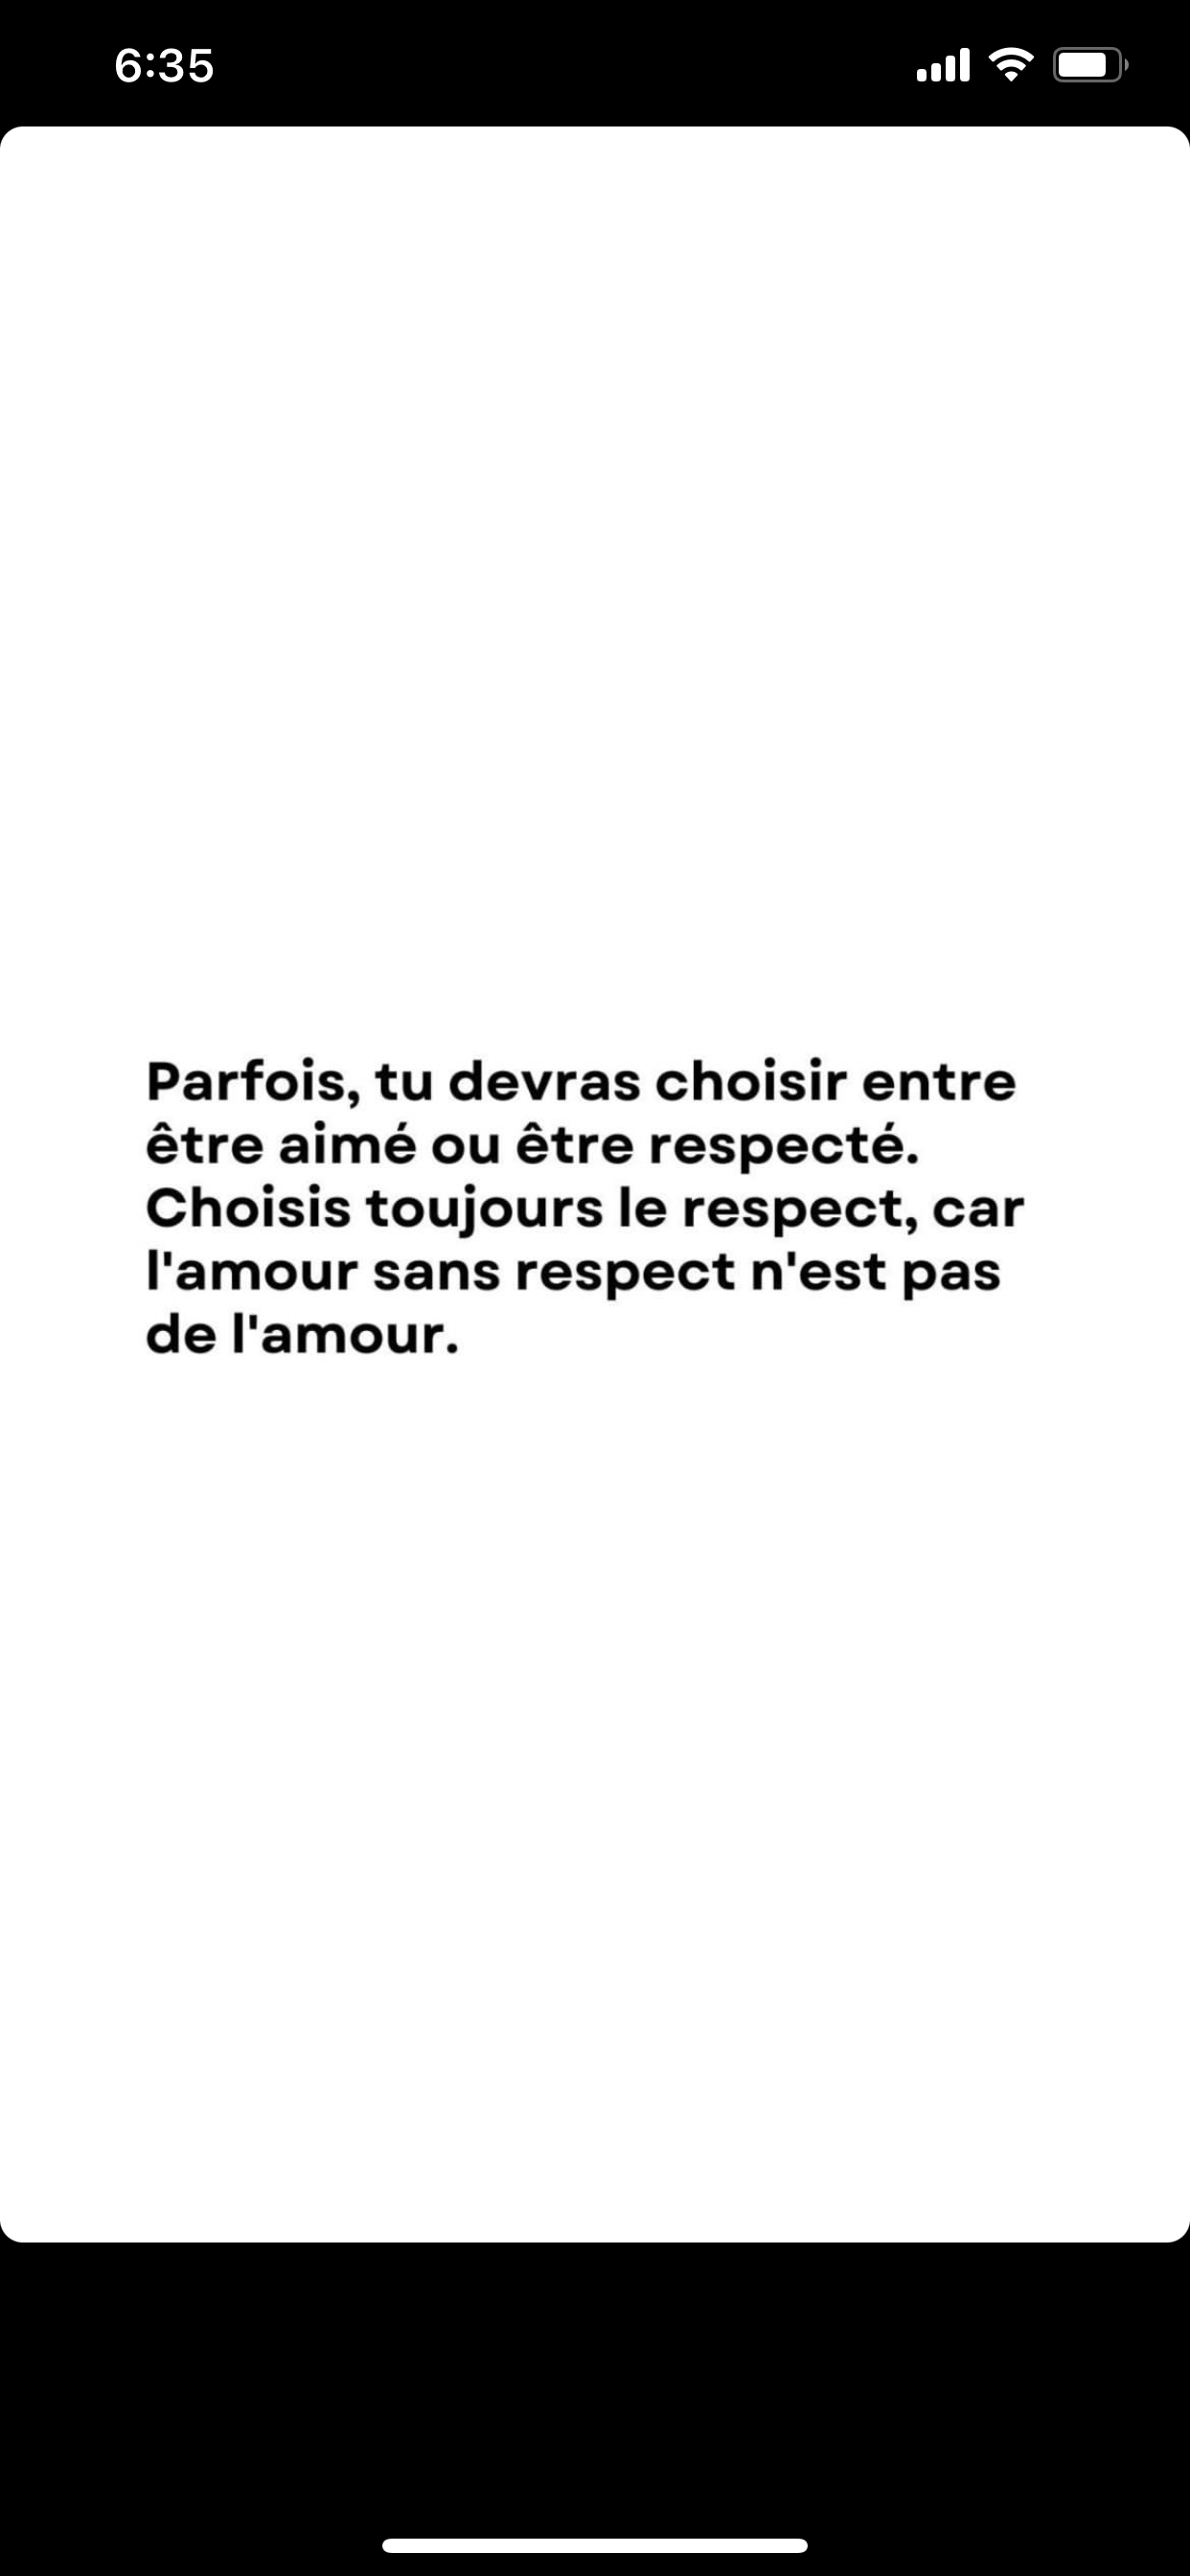 6:35
Parfois, tu devras choisir entre
être aimé ou être respecté.
Choisis toujours le respect, car
l'amour sans respect n'est pas
de l'amour.